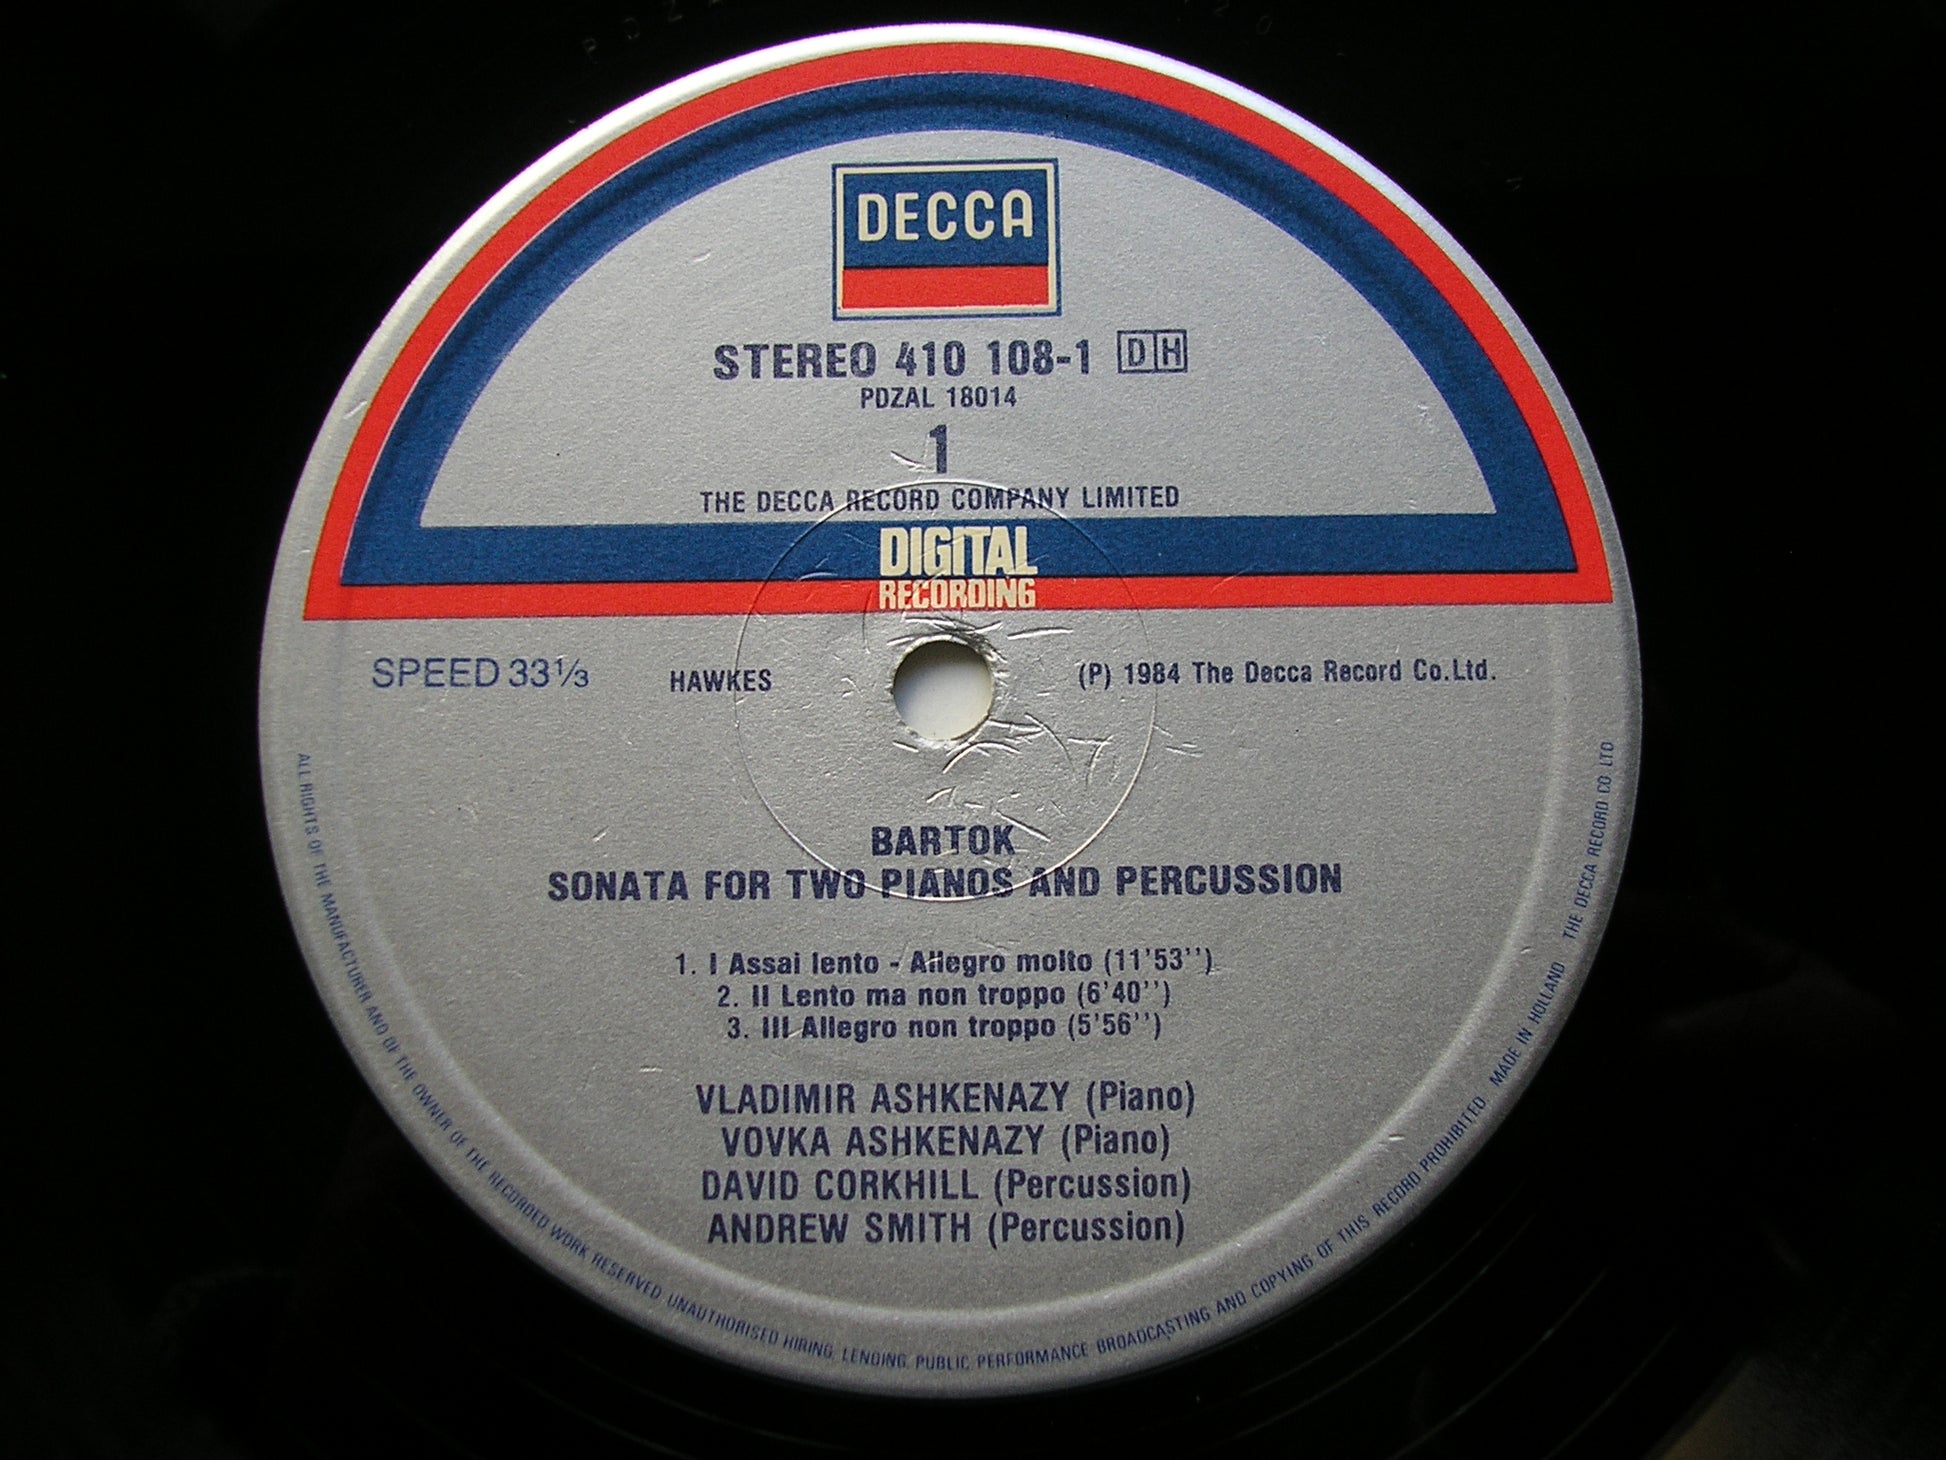 DECCA
STEREO 410 108-1 DH
PDZAL 18014
1
THE DECCA RECORD COMPANY LIMITED
DIGITAL
RECORDING
SPEED 33⅓ HAWKES (P) 1984 The Decca Record Co.Ltd.
BARTOK
SONATA FOR TWO PIANOS AND PERCUSSION
1. I Assai lento - Allegro molto (11'53'')
2. II Lento ma non troppo (6'40'')
3. III Allegro non troppo (5'56'')
VLADIMIR ASHKENAZY (Piano)
VOVKA ASHKENAZY (Piano)
DAVID CORKHILL (Percussion)
ANDREW SMITH (Percussion)
ALL RIGHTS OF THE MANUFACTURER AND OF THE OWNER OF THE RECORDED WORK RESERVED. UNAUTHORISED HIRING, LENDING, PUBLIC PERFORMANCE BROADCASTING AND COPYING OF THIS RECORD PROHIBITED MADE IN HOLLAND THE DECCA RECORD CO LTD